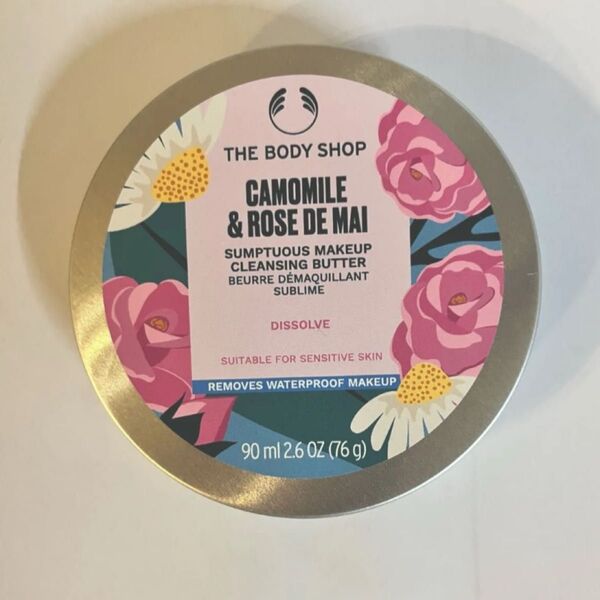 THE BODY SHOP
CAMOMILE
& ROSE DE MAI
SUMPTUOUS MAKEUP
CLEANSING BUTTER
BEURRE DÉMAQUILLANT
SUBLIME
DISSOLVE
SUITABLE FOR SENSITIVE SKIN
REMOVES WATERPROOF MAKEUP
90 ml 2.6 OZ (76 g)